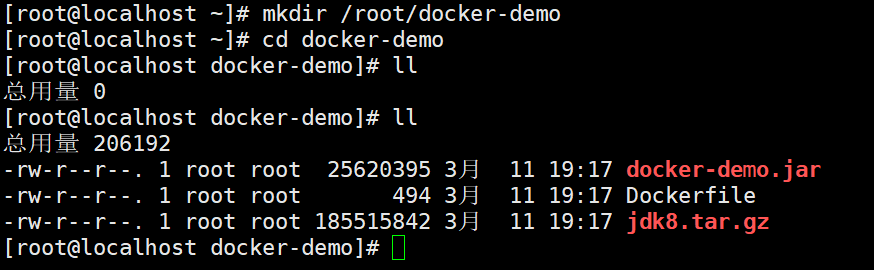 [root@localhost ~]# mkdir /root/docker-demo
[root@localhost ~]# cd docker-demo
[root@localhost docker-demo]# ll
总用量 0
[root@localhost docker-demo]# ll
总用量 206192
-rw-r--r--. 1 root root  25620395 3月  11 19:17 docker-demo.jar
-rw-r--r--. 1 root root       494 3月  11 19:17 Dockerfile
-rw-r--r--. 1 root root 185515842 3月  11 19:17 jdk8.tar.gz
[root@localhost docker-demo]#